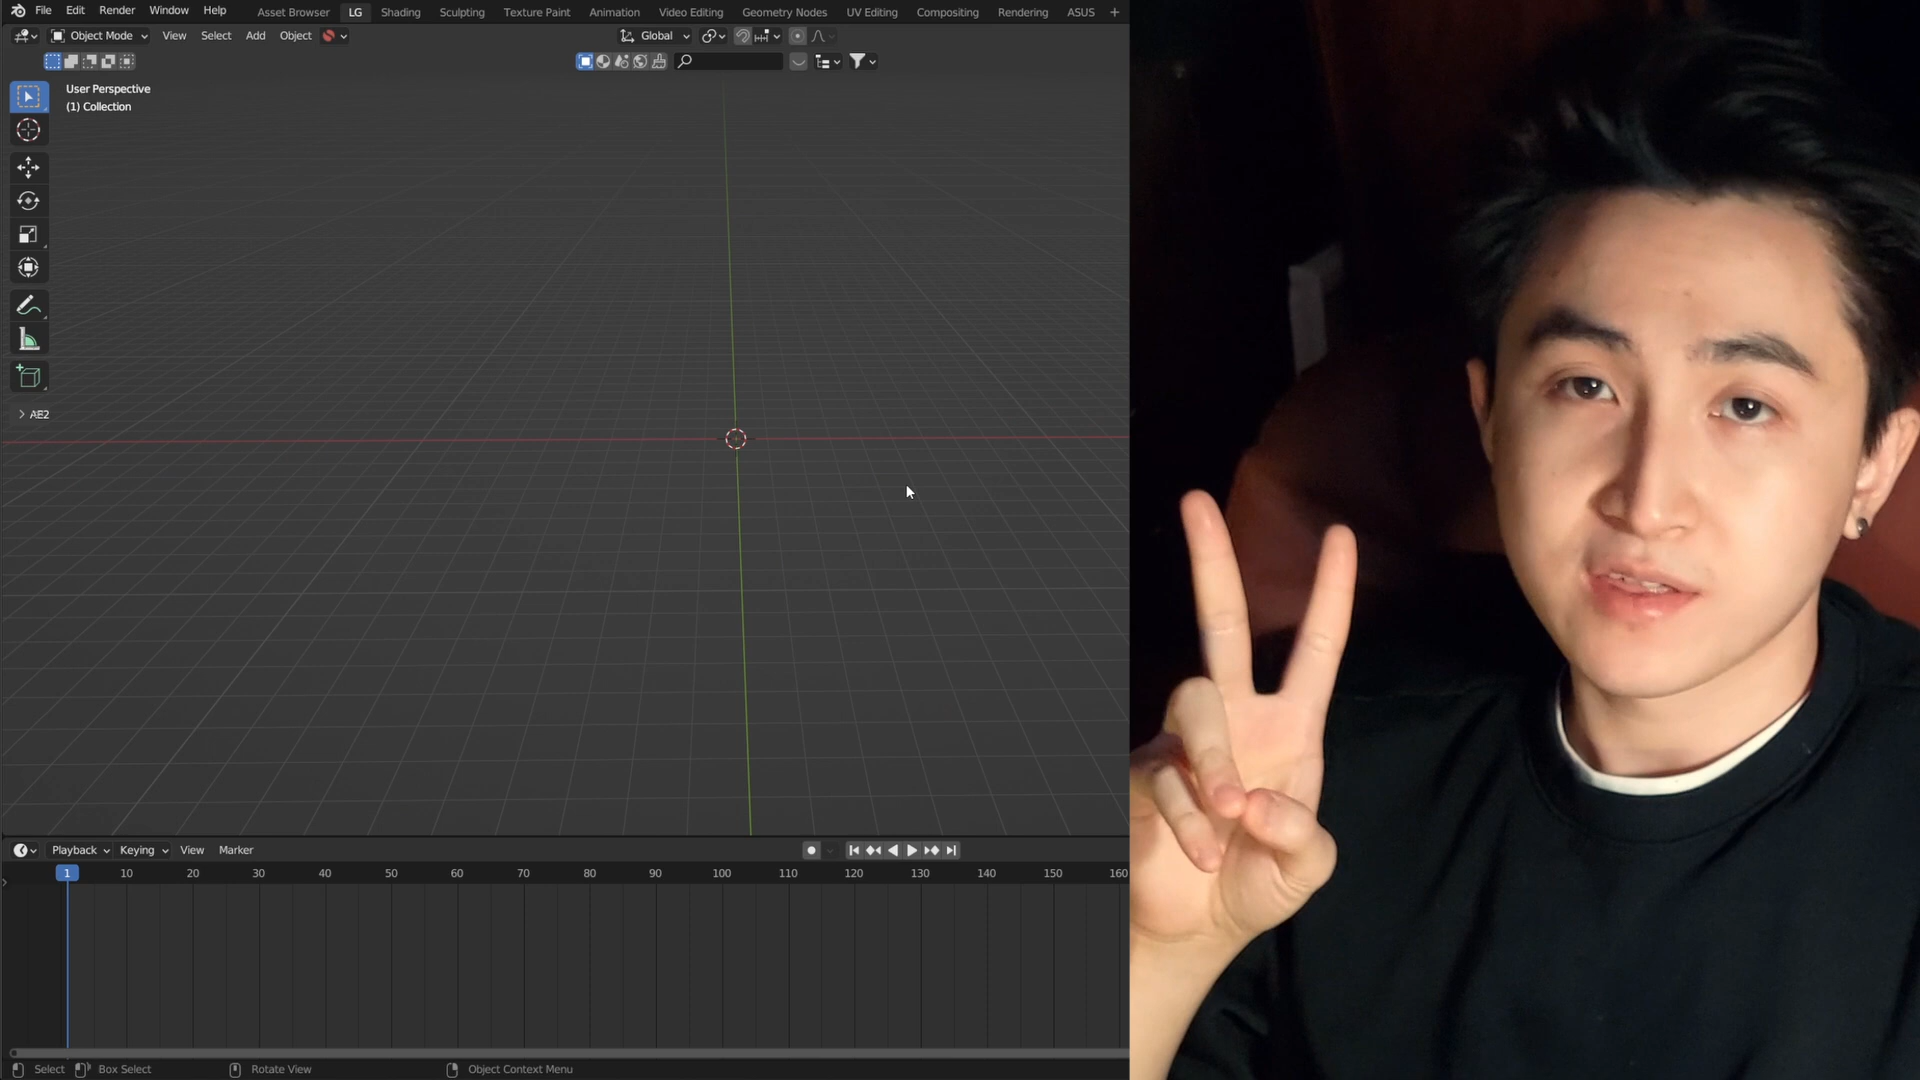 File Edit Render Window Help Asset Browser LG Shading Sculpting Texture Paint Animation Video Editing Geometry Nodes UV Editing Compositing Rendering ASUS +
Object Mode View Select Add Object Global
User Perspective
(1) Collection
AE2
Playback Keying View Marker
1 10 20 30 40 50 60 70 80 90 100 110 120 130 140 150 160
Select Box Select Rotate View Object Context Menu